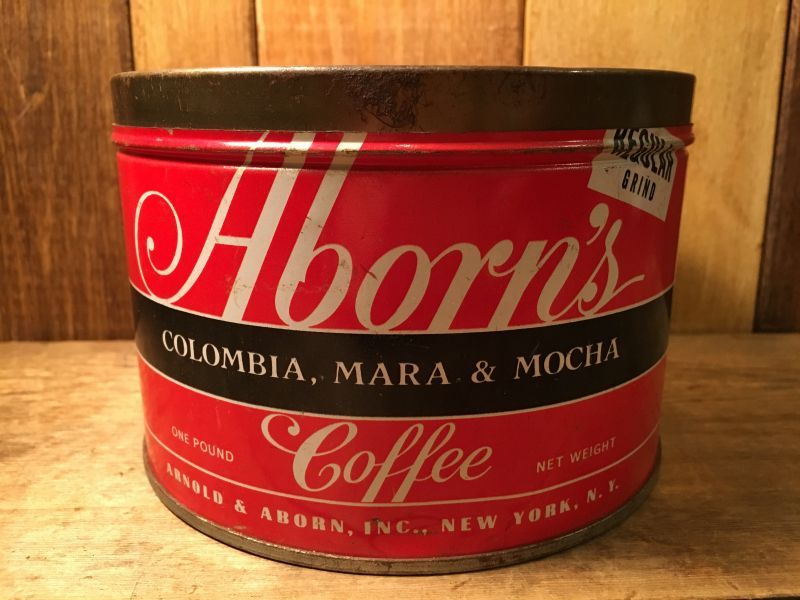 REGULAR
GRIND
Aborn's
COLOMBIA, MARA & MOCHA
ONE POUND Coffee NET WEIGHT
ARNOLD & ABORN, INC., NEW YORK, N. Y.